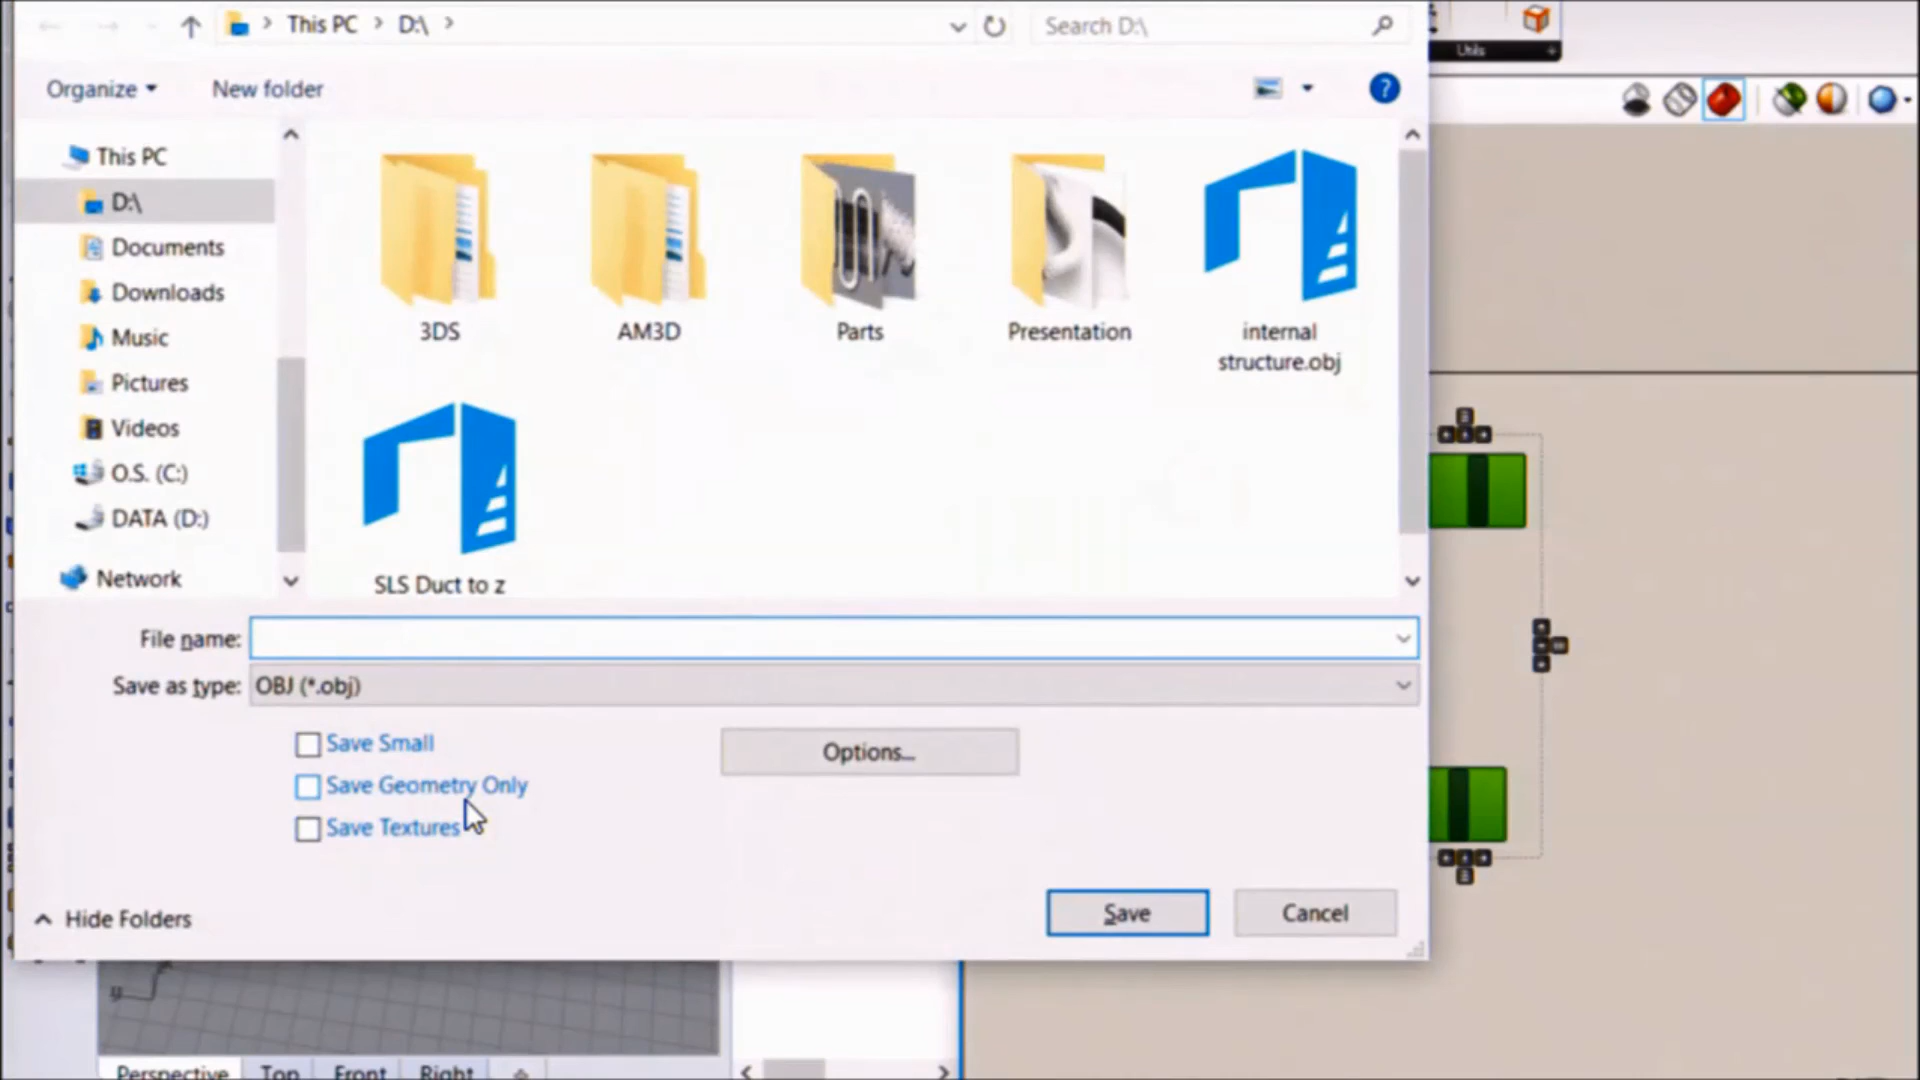 This PC
D:\
Search D:\
Utils
Organize
New folder
?
This PC
D:\
Documents
Downloads
Music
Pictures
Videos
O.S. (C:)
DATA (D:)
Network
3DS
AM3D
Parts
Presentation
internal
structure.obj
SLS Duct to z
File name:
Save as type:
OBJ (*.obj)
Save Small
Save Geometry Only
Save Textures
Options...
Hide Folders
Save
Cancel
y
Perspective
Top
Front
Right